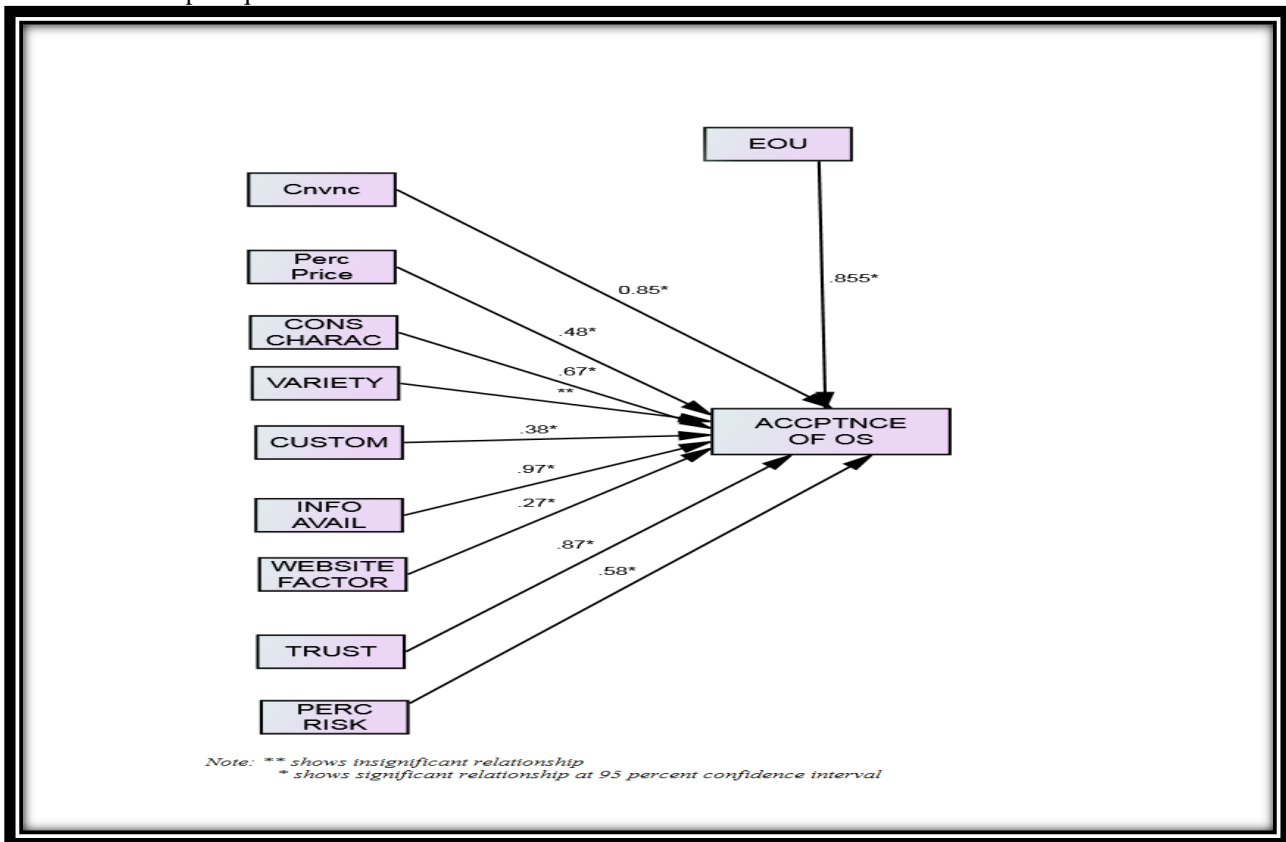 EOU
Cnvnc
Perc
Price
0.85*
.855*
CONS
CHARAC
.48*
.67*
VARIETY
**
ACCPTNCE
OF OS
CUSTOM
.38*
.97*
INFO
AVAIL
.27*
WEBSITE
FACTOR
.87*
.58*
TRUST
PERC
RISK
Note: ** shows insignificant relationship
* shows significant relationship at 95 percent confidence interval